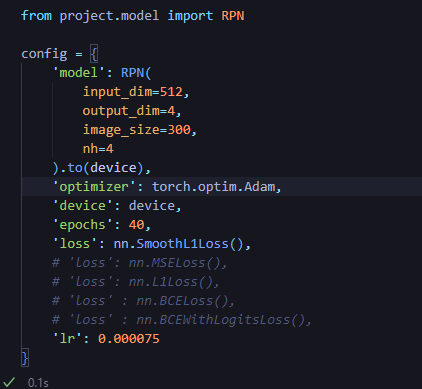 from project.model import RPN
config = {
'model': RPN(
input_dim=512,
output_dim=4,
image_size=300,
nh=4
).to(device),
'optimizer': torch.optim.Adam,
'device': device,
'epochs': 40,
'loss': nn.SmoothL1Loss(),
# 'loss': nn.MSELoss(),
# 'loss': nn.L1Loss(),
# 'loss' : nn.BCELoss(),
# 'loss' : nn.BCEWithLogitsLoss(),
'lr': 0.000075
}
0.1s